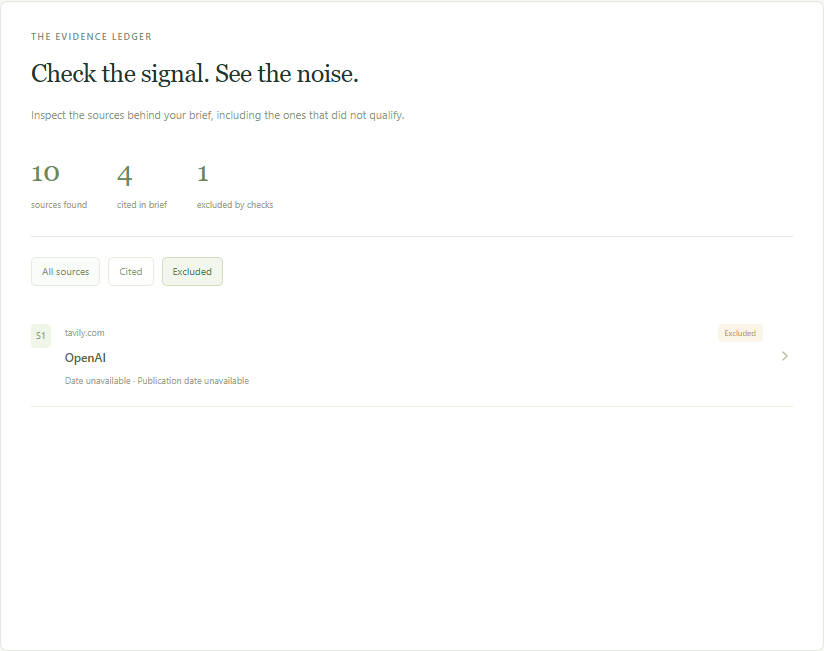 THE EVIDENCE LEDGER
Check the signal. See the noise.
Inspect the sources behind your brief, including the ones that did not qualify.
10 4 1
sources found cited in brief excluded by checks
All sources Cited Excluded
S1 tavily.com Excluded
OpenAI
Date unavailable · Publication date unavailable